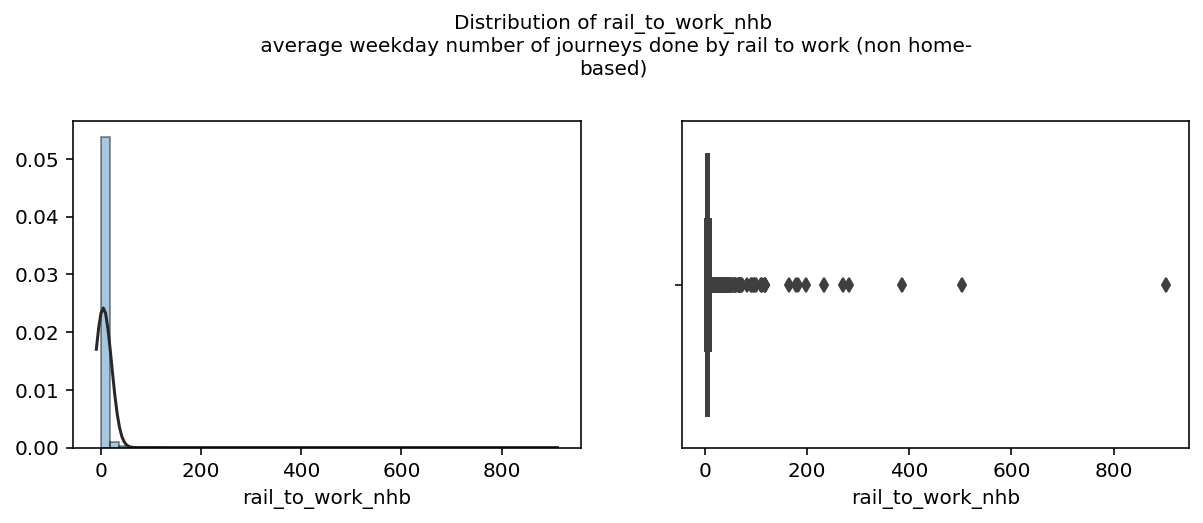 Distribution of rail_to_work_nhb
average weekday number of journeys done by rail to work (non home-
based)
0.05
0.04
0.03
0.02
0.01
0.00
0 200 400 600 800
rail_to_work_nhb
0 200 400 600 800
rail_to_work_nhb